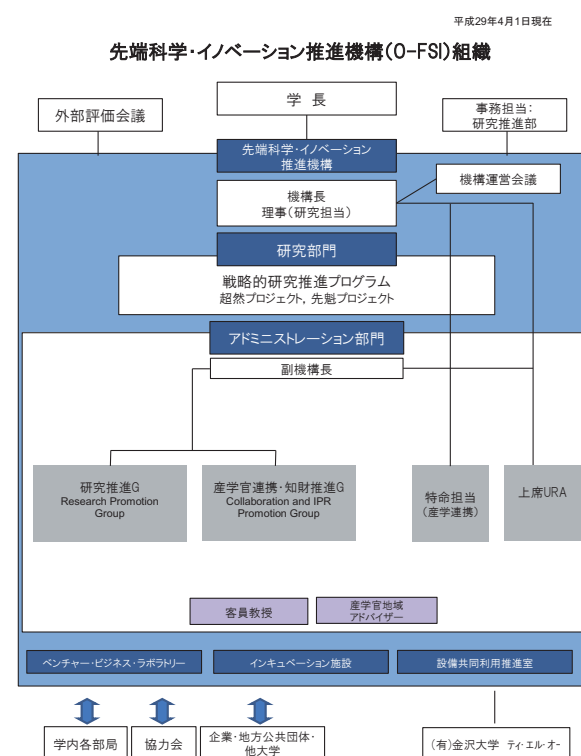 平成29年4月1日現在
先端科学・イノベーション推進機構(O-FSI)組織
学 長
外部評価会議
事務担当:
研究推進部
先端科学・イノベーション
推進機構
機構運営会議
機構長
理事(研究担当)
研究部門
戦略的研究推進プログラム
超然プロジェクト, 先魁プロジェクト
アドミニストレーション部門
副機構長
研究推進G
Research Promotion
Group
産学官連携・知財推進G
Collaboration and IPR
Promotion Group
特命担当
(産学連携)
上席URA
客員教授
産学官地域
アドバイザー
ベンチャー・ビジネス・ラボラトリー
インキュベーション施設
設備共同利用推進室
学内各部局
協力会
企業・地方公共団体・
他大学
(有)金沢大学 ティ・エル・オー